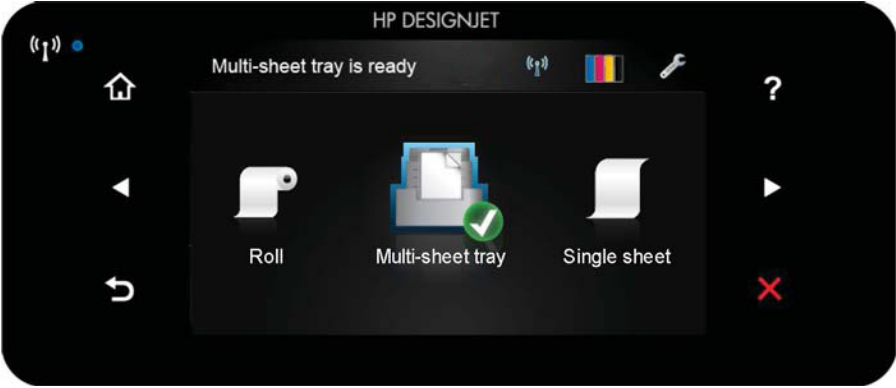 HP DESIGNJET
Multi-sheet tray is ready
?
Roll
Multi-sheet tray
Single sheet